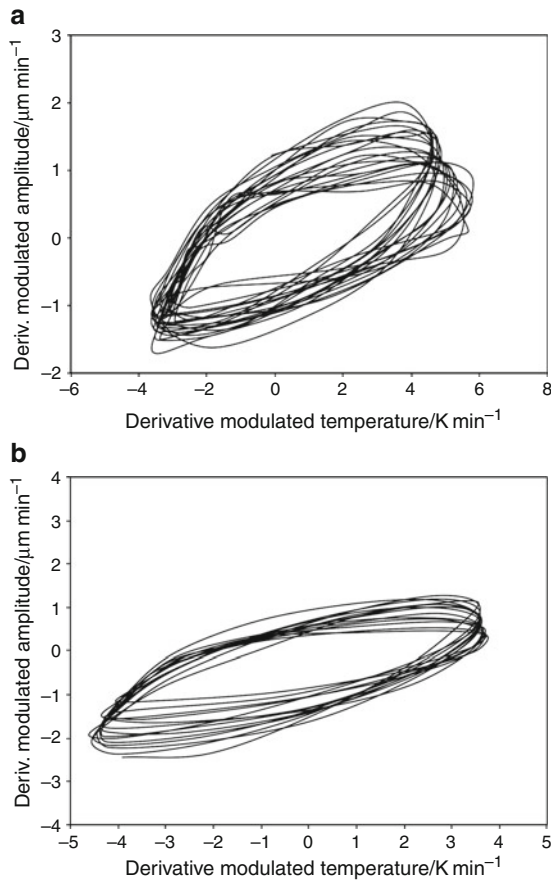 a
Deriv. modulated amplitude/μm min⁻¹
3
2
1
0
−1
−2
−6 −4 −2 0 2 4 6 8
Derivative modulated temperature/K min⁻¹
b
Deriv. modulated amplitude/μm min⁻¹
4
3
2
1
0
−1
−2
−3
−4
−5 −4 −3 −2 −1 0 1 2 3 4 5
Derivative modulated temperature/K min⁻¹